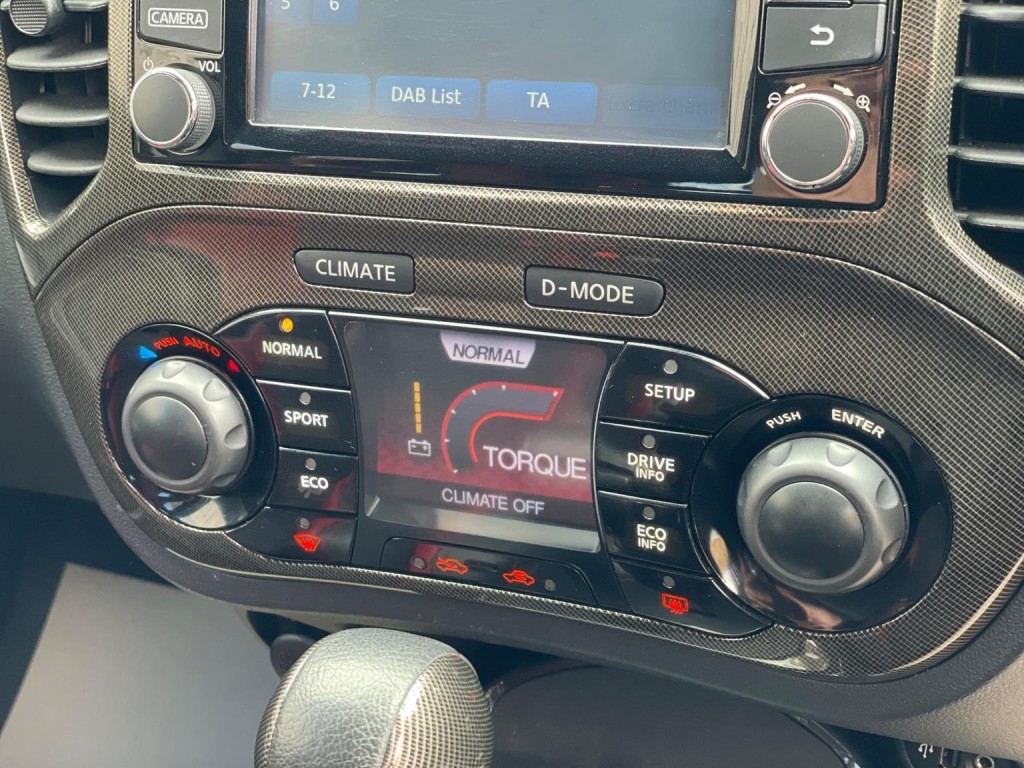 CAMERA
5 6
VOL
7-12 DAB List TA
CLIMATE D-MODE
PUSH AUTO
NORMAL
SPORT
ECO
NORMAL
TORQUE
CLIMATE OFF
SETUP
DRIVE
INFO
ECO
INFO
PUSH ENTER